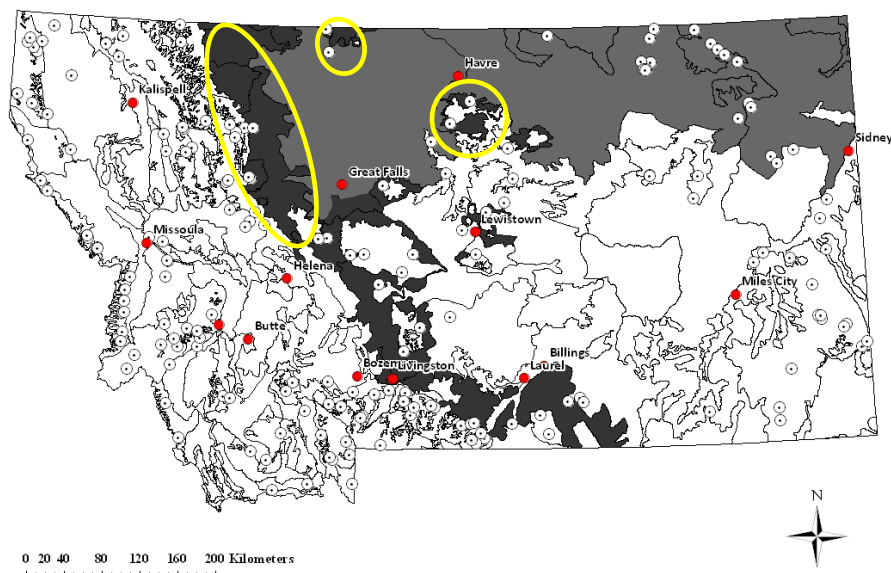 Havre
Kalispell
Sidney
Great Falls
Lewistown
Missoula
Helena
Miles City
Butte
Billings
Bozem
Livingston
Laurel
N
0 20 40 80 120 160 200 Kilometers